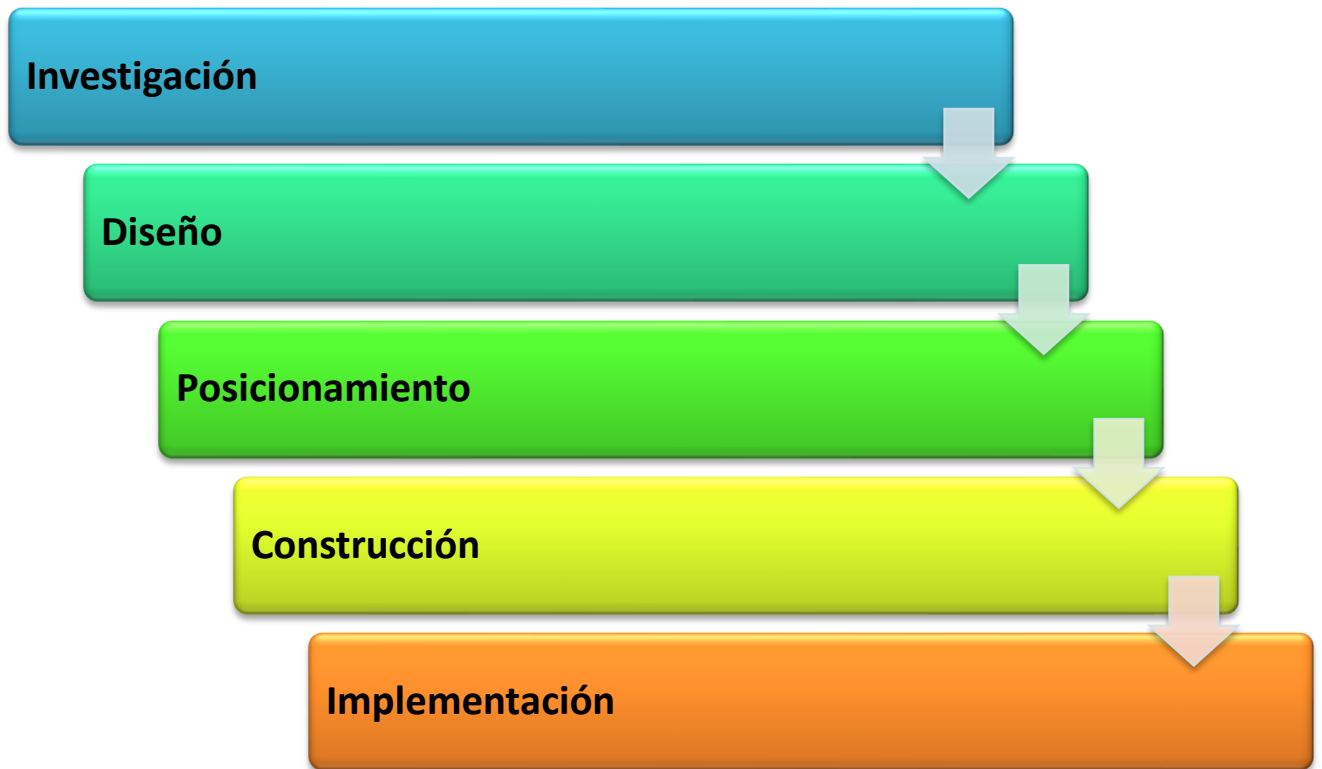 Investigación
Diseño
Posicionamiento
Construcción
Implementación